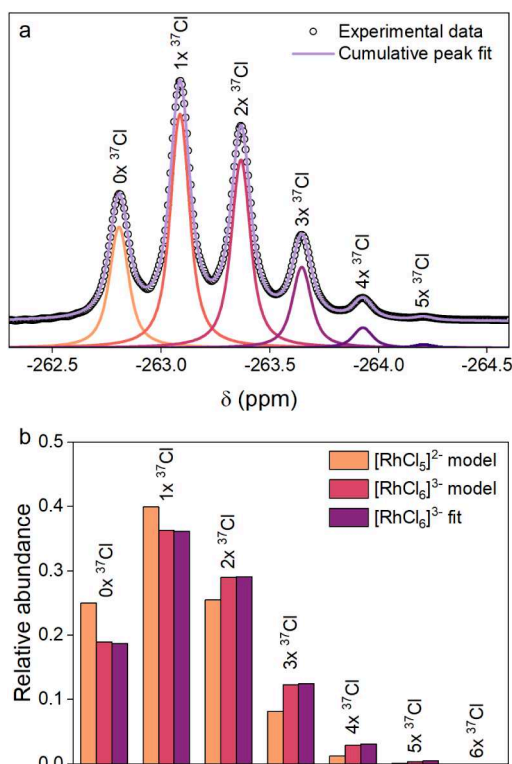 a
Experimental data
Cumulative peak fit
0x ³⁷Cl
1x ³⁷Cl
2x ³⁷Cl
3x ³⁷Cl
4x ³⁷Cl
5x ³⁷Cl
-262.5 -263.0 -263.5 -264.0 -264.5
δ (ppm)
b
[RhCl₅]²⁻ model
[RhCl₆]³⁻ model
[RhCl₆]³⁻ fit
Relative abundance
0.5
0.4
0.3
0.2
0.1
0.0
0x ³⁷Cl
1x ³⁷Cl
2x ³⁷Cl
3x ³⁷Cl
4x ³⁷Cl
5x ³⁷Cl
6x ³⁷Cl